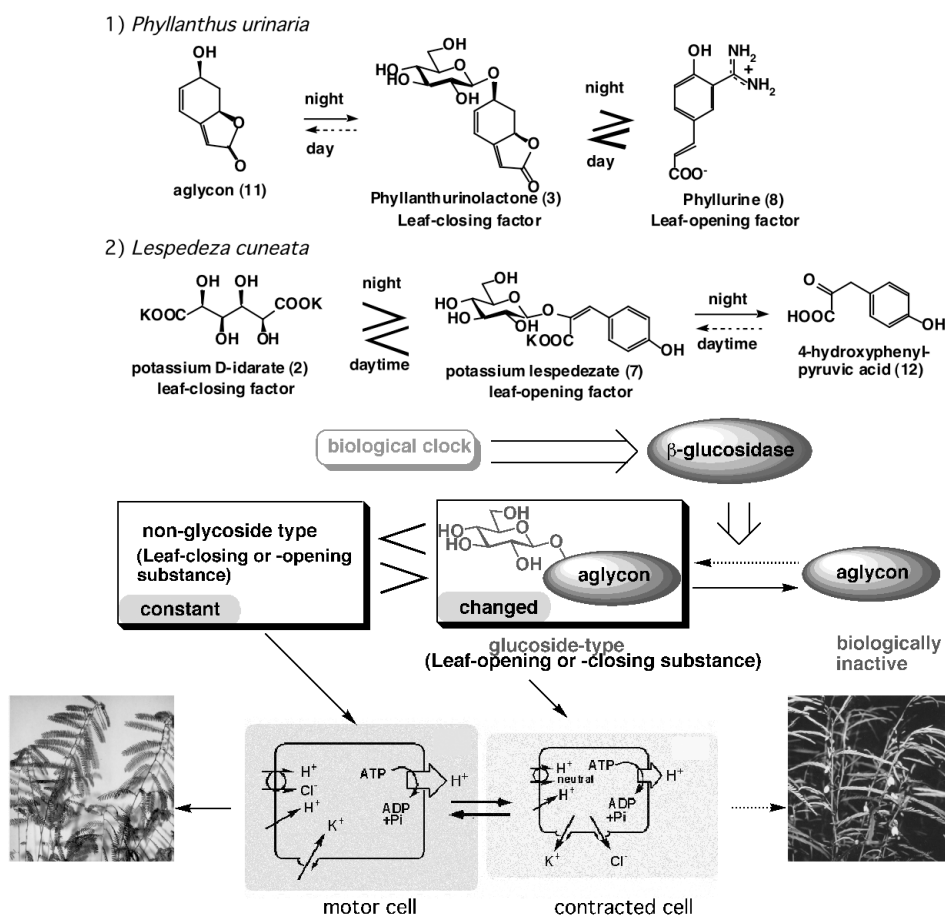 1) Phyllanthus urinaria
OH
O
O
aglycon (11)
night
day
OH
HO
HO
O
OH
O
O
O
Phyllanthurinolactone (3)
Leaf-closing factor
night
day
OH
NH2
+
NH2
COO-
Phyllurine (8)
Leaf-opening factor
2) Lespedeza cuneata
OH OH
KOOC COOK
OH OH
potassium D-idarate (2)
leaf-closing factor
night
daytime
OH
HO
HO
O
OH
O
KOOC
OH
potassium lespedezate (7)
leaf-opening factor
night
daytime
O
HOOC
OH
4-hydroxyphenyl-
pyruvic acid (12)
biological clock
β-glucosidase
non-glycoside type
(Leaf-closing or -opening
substance)
constant
OH
HO
HO
O
OH
O
aglycon
changed
aglycon
glucoside-type
(Leaf-opening or -closing substance)
biologically
inactive
H+
Cl-
H+
K+
ATP
ADP
+Pi
H+
motor cell
H+
neutral
H+
ATP
ADP
+Pi
H+
K+
Cl-
contracted cell